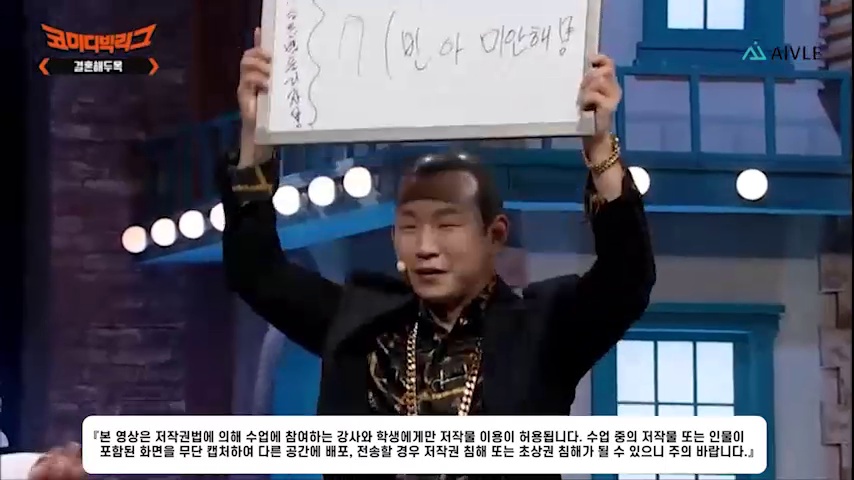 코미디빅리그
결혼해두목
AIVLE
ㄱ ( 빈 아 미안해
『본 영상은 저작권법에 의해 수업에 참여하는 강사와 학생에게만 저작물 이용이 허용됩니다. 수업 중의 저작물 또는 인물이
포함된 화면을 무단 캡처하여 다른 공간에 배포, 전송할 경우 저작권 침해 또는 초상권 침해가 될 수 있으니 주의 바랍니다.』